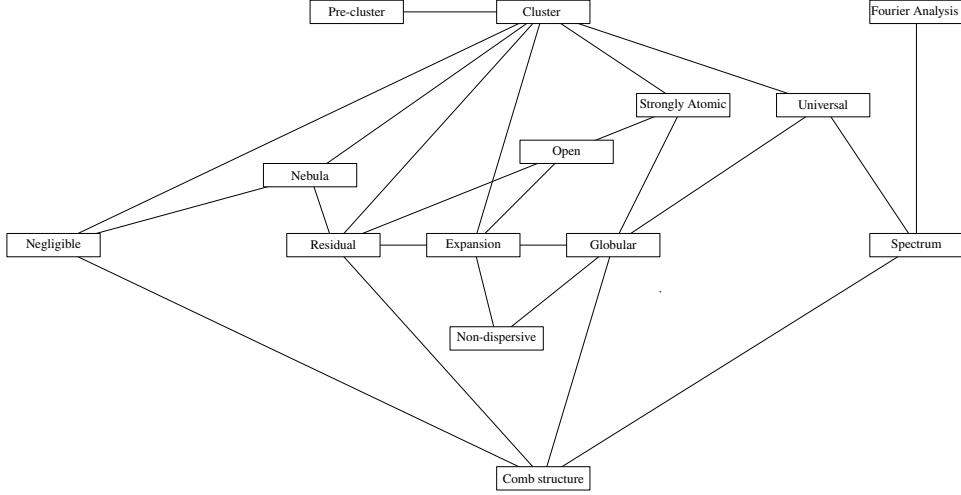 Pre-cluster
Cluster
Fourier Analysis
Strongly Atomic
Universal
Open
Nebula
Negligible
Residual
Expansion
Globular
Spectrum
Non-dispersive
Comb structure